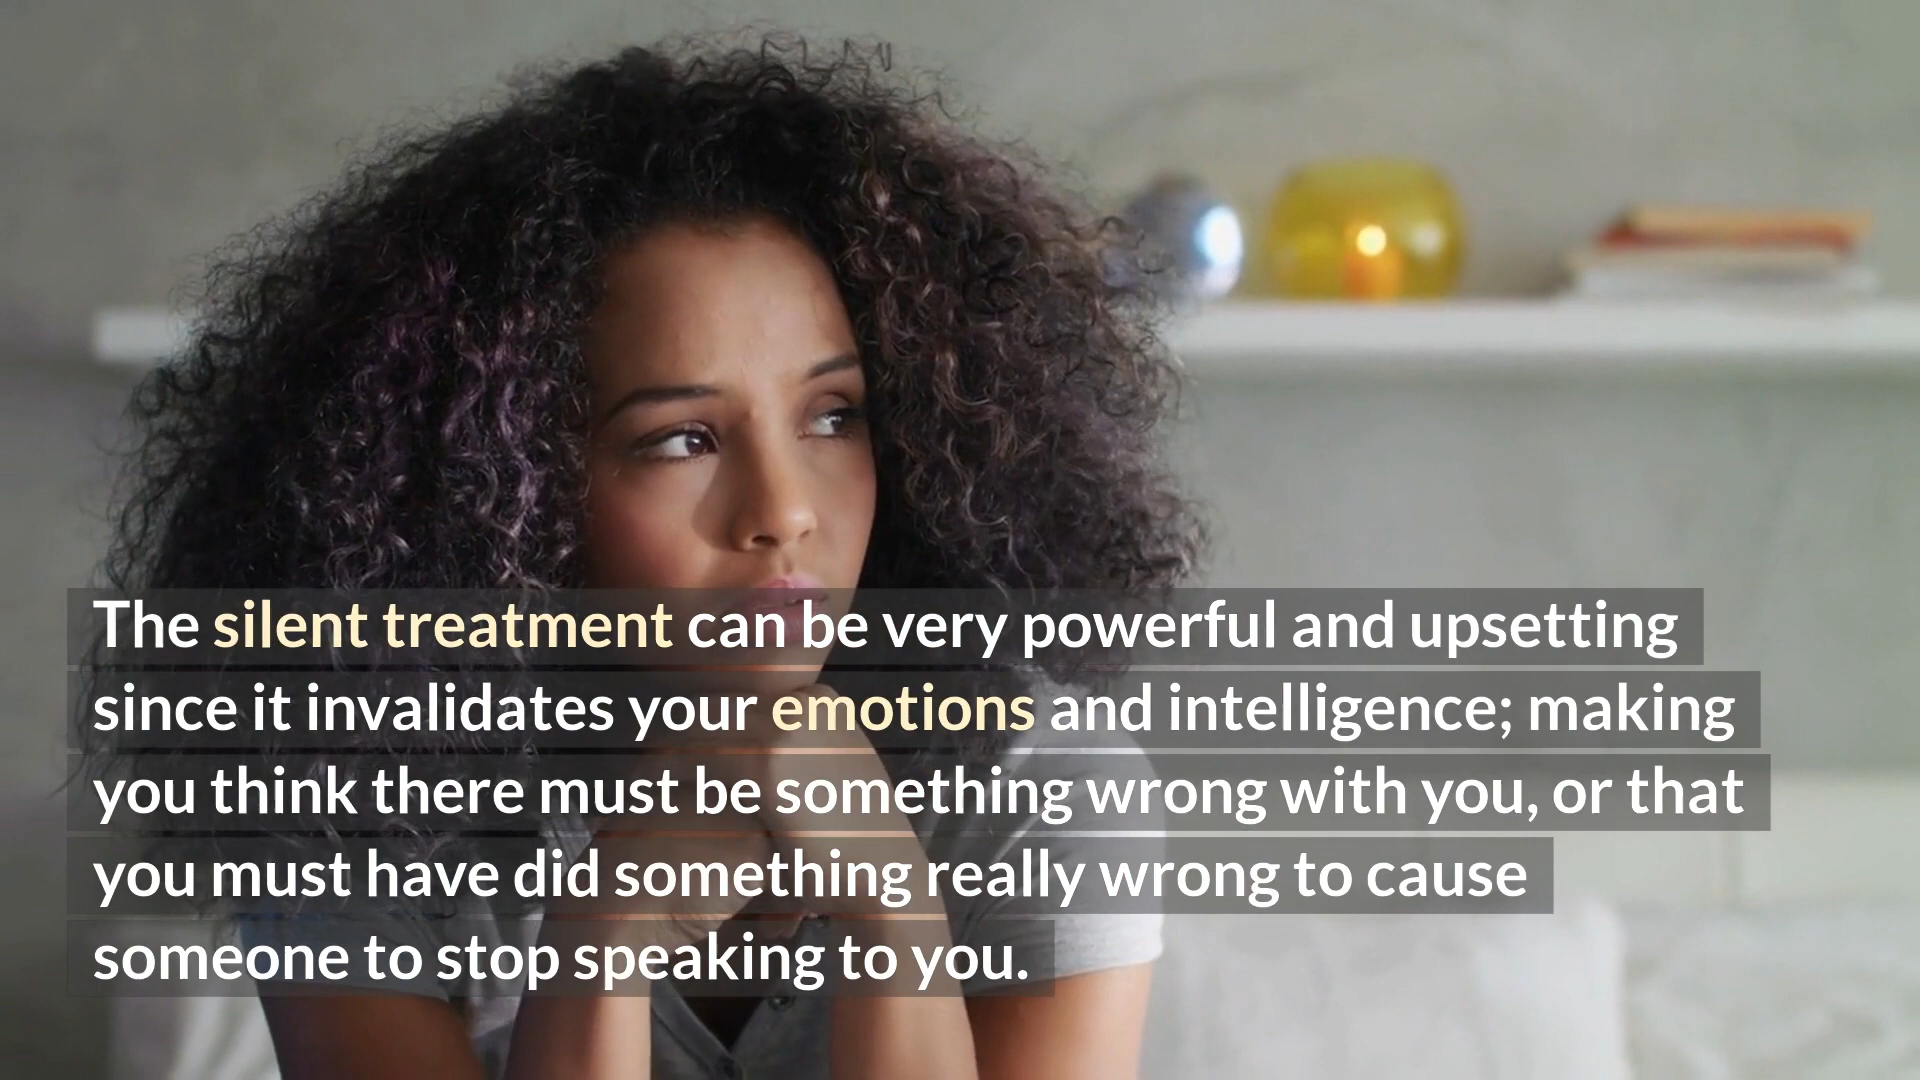 The silent treatment can be very powerful and upsetting
since it invalidates your emotions and intelligence; making
you think there must be something wrong with you, or that
you must have did something really wrong to cause
someone to stop speaking to you.